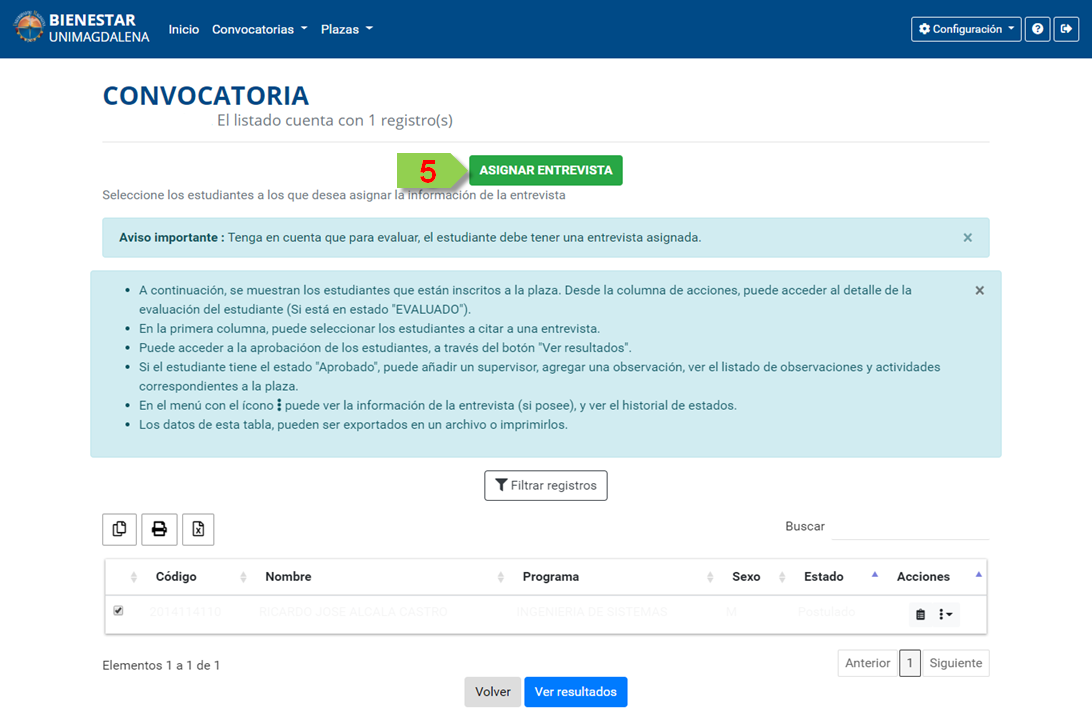 BIENESTAR
UNIMAGDALENA
Inicio Convocatorias Plazas
Configuración
CONVOCATORIA
El listado cuenta con 1 registro(s)
5
ASIGNAR ENTREVISTA
Seleccione los estudiantes a los que desea asignar la información de la entrevista
Aviso importante : Tenga en cuenta que para evaluar, el estudiante debe tener una entrevista asignada.
×
A continuación, se muestran los estudiantes que están inscritos a la plaza. Desde la columna de acciones, puede acceder al detalle de la
×
evaluación del estudiante (Si está en estado "EVALUADO").
En la primera columna, puede seleccionar los estudiantes a citar a una entrevista.
Puede acceder a la aprobacióon de los estudiantes, a través del botón "Ver resultados".
Si el estudiante tiene el estado "Aprobado", puede añadir un supervisor, agregar una observación, ver el listado de observaciones y actividades
correspondientes a la plaza.
En el menú con el ícono puede ver la información de la entrevista (si posee), y ver el historial de estados.
Los datos de esta tabla, pueden ser exportados en un archivo o imprimirlos.
Filtrar registros
Buscar
Código Nombre Programa Sexo Estado Acciones
2014114110 RICARDO JOSE ALCALA CASTRO INGENIERIA DE SISTEMAS M Postulado
Elementos 1 a 1 de 1
Anterior 1 Siguiente
Volver Ver resultados